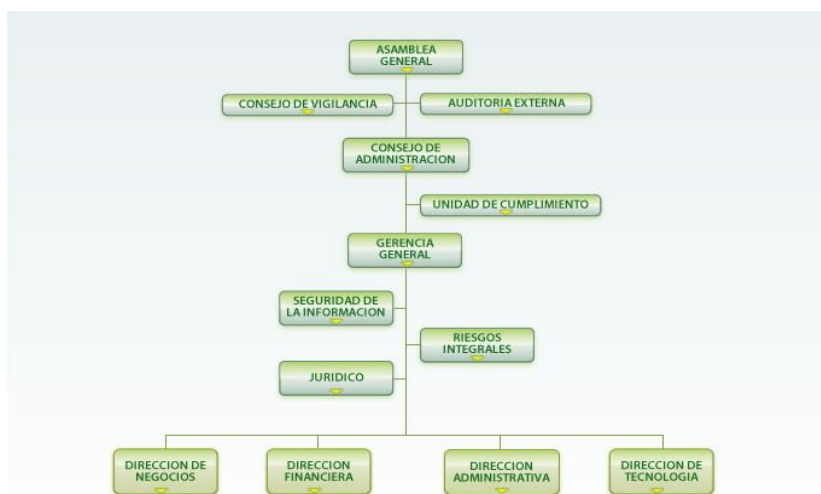 ASAMBLEA
GENERAL
CONSEJO DE VIGILANCIA
AUDITORIA EXTERNA
CONSEJO DE
ADMINISTRACION
UNIDAD DE CUMPLIMIENTO
GERENCIA
GENERAL
SEGURIDAD DE
LA INFORMACION
RIESGOS
INTEGRALES
JURIDICO
DIRECCION DE
NEGOCIOS
DIRECCION
FINANCIERA
DIRECCION
ADMINISTRATIVA
DIRECCION DE
TECNOLOGIA